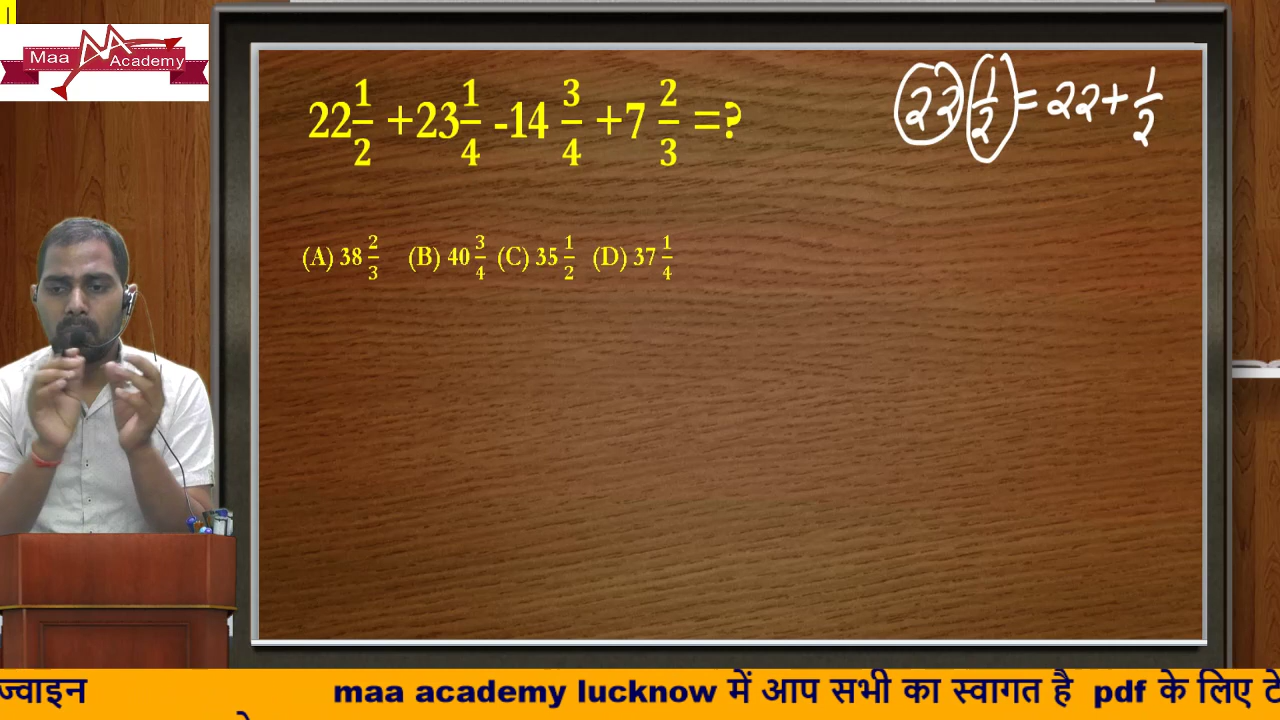 Maa Academy
22 1/2 + 23 1/4 - 14 3/4 + 7 2/3 = ?
22 1/2 = 22 + 1/2
(A) 38 2/3 (B) 40 3/4 (C) 35 1/2 (D) 37 1/4
ज्वाइन maa academy lucknow में आप सभी का स्वागत है pdf के लिए टे